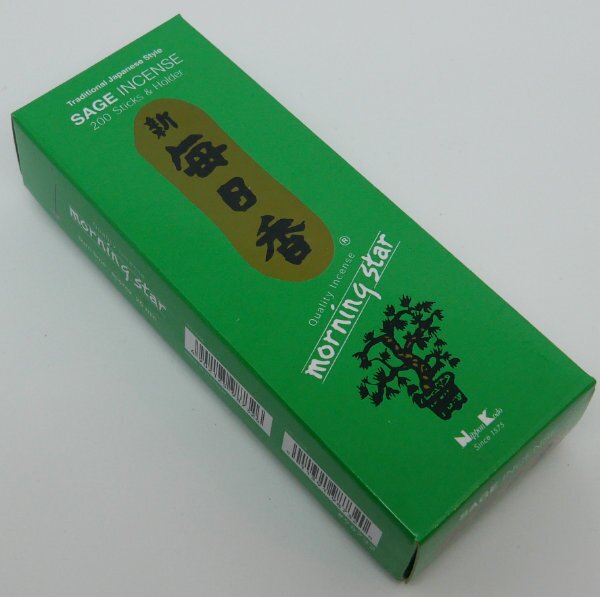 Traditional Japanese Style
SAGE INCENSE
200 Sticks & Holder
新
毎日香
Quality Incense
morning star
®
Nippon Kodo
Since 1575
morning star
SAGE